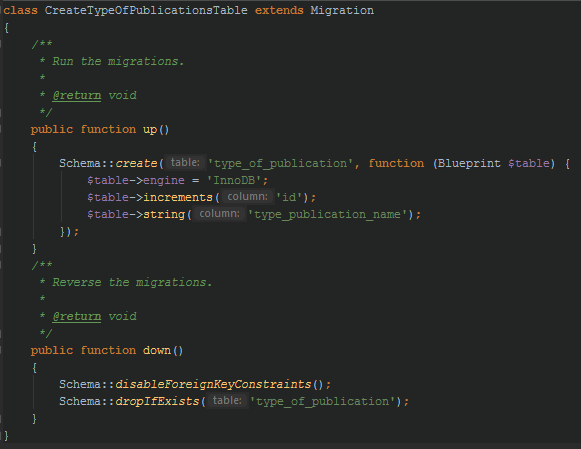 class CreateTypeOfPublicationsTable extends Migration
{
    /**
     * Run the migrations.
     *
     * @return void
     */
    public function up()
    {
        Schema::create( table: 'type_of_publication', function (Blueprint $table) {
            $table->engine = 'InnoDB';
            $table->increments( column: 'id');
            $table->string( column: 'type_publication_name');
        });
    }
    /**
     * Reverse the migrations.
     *
     * @return void
     */
    public function down()
    {
        Schema::disableForeignKeyConstraints();
        Schema::dropIfExists( table: 'type_of_publication');
    }
}